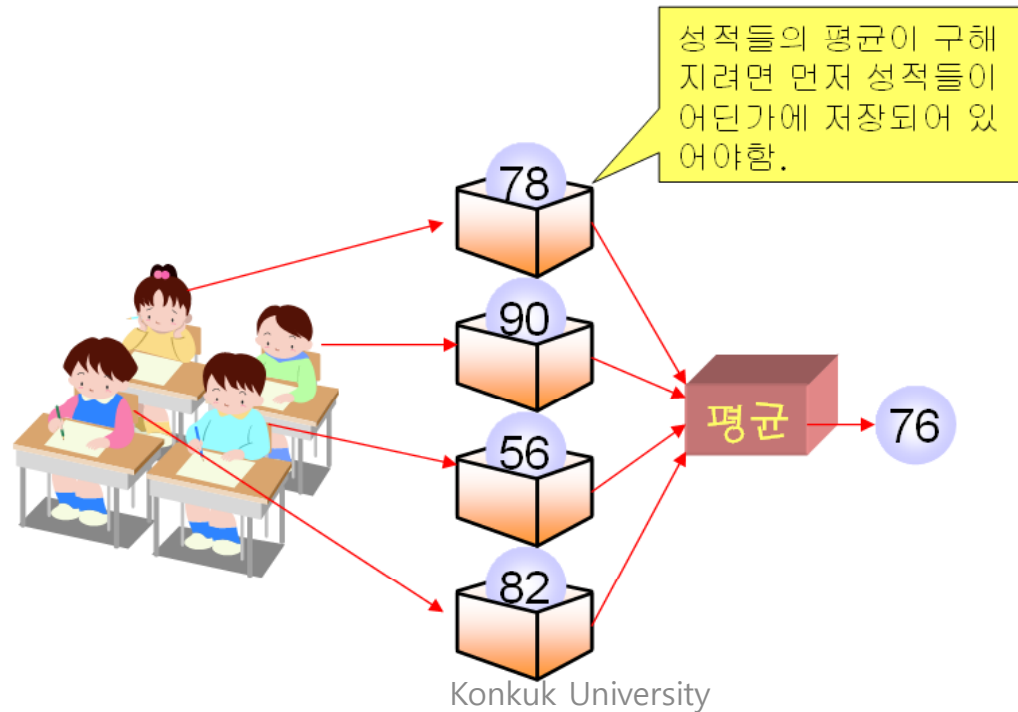 성적들의 평균이 구해
지려면 먼저 성적들이
어딘가에 저장되어 있
어야함.
78
90
56
82
평균
76
Konkuk University